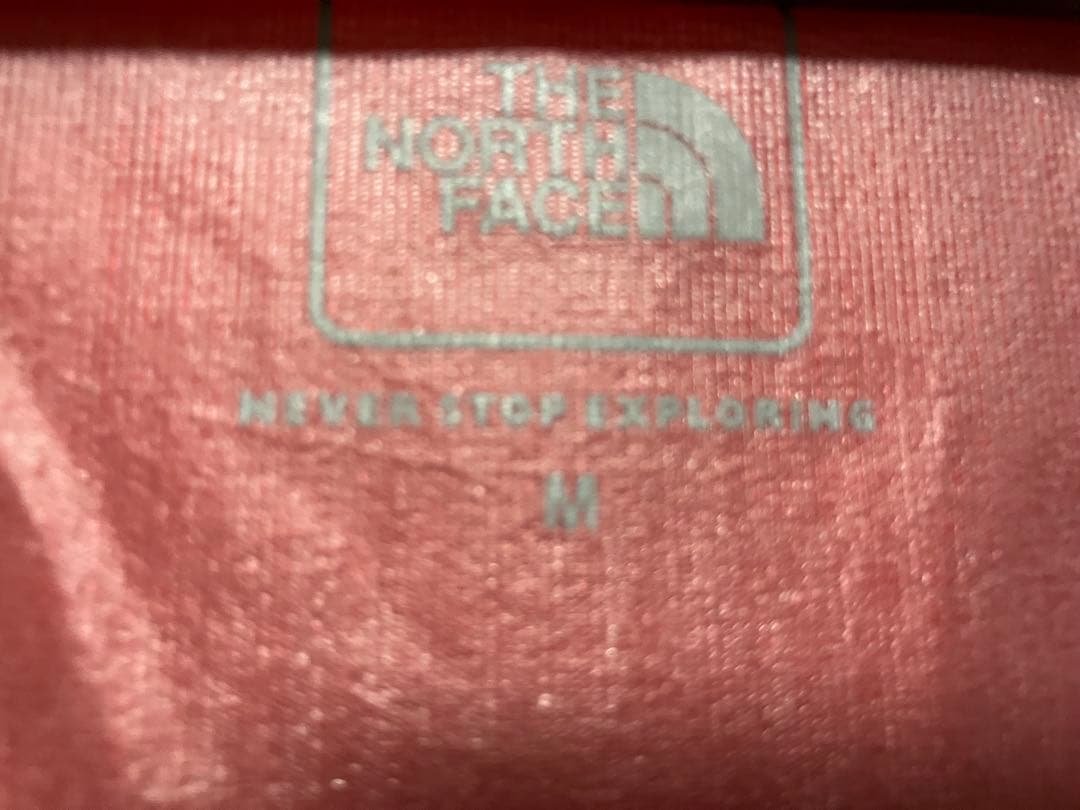 THE
NORTH
FACE
NEVER STOP EXPLORING
M